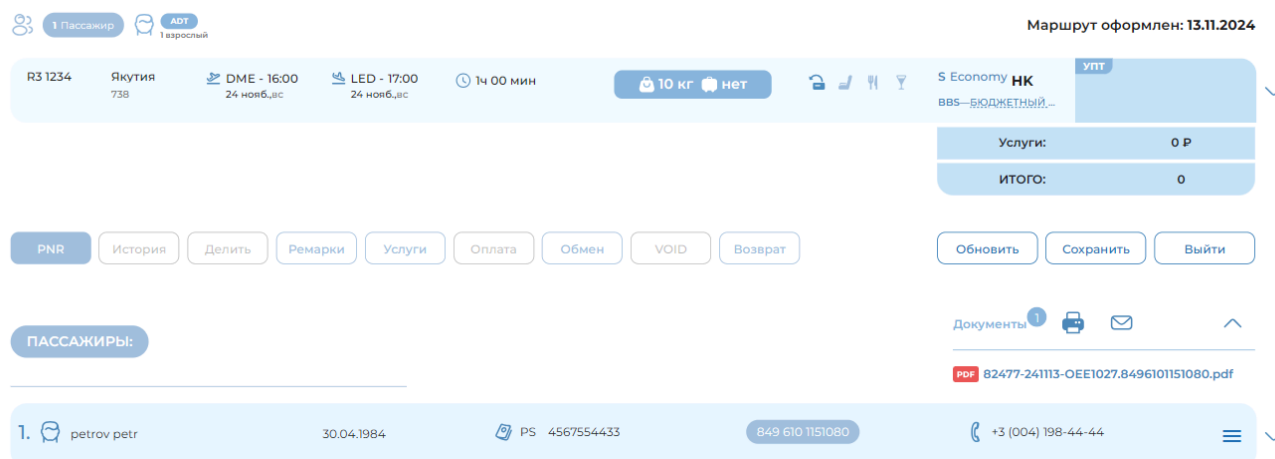 1 Пассажир
ADT
1 взрослый
Маршрут оформлен: 13.11.2024
R3 1234 Якутия DME - 16:00 LED - 17:00 1ч 00 мин 10 кг нет S Economy HK УПТ
738 24 нояб.,вс 24 нояб.,вс BBS—БЮДЖЕТНЫЙ ...
Услуги: 0 ₽
ИТОГО: 0
PNR История Делить Ремарки Услуги Оплата Обмен VOID Возврат Обновить Сохранить Выйти
Документы 1
ПАССАЖИРЫ:
PDF 82477-241113-OEE1027.8496101151080.pdf
1. petrov petr 30.04.1984 PS 4567554433 849 610 1151080 +3 (004) 198-44-44